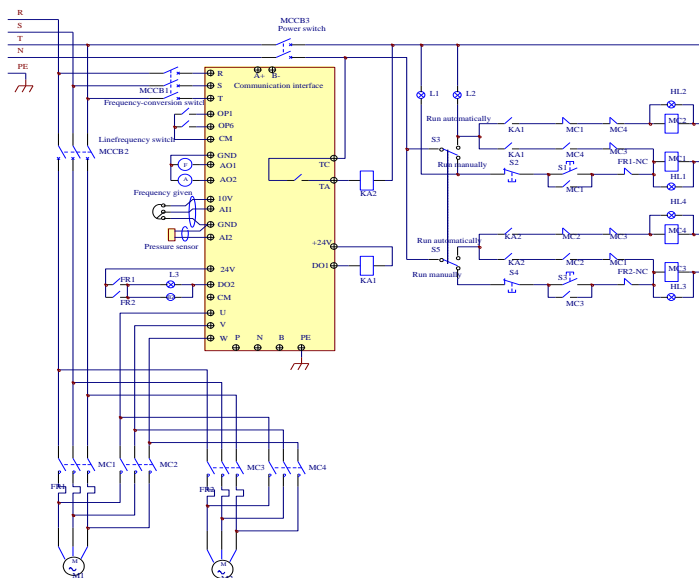 R
S
T
N
PE
MCCB3
Power switch
A+ B-
Communication interface
R
S
T
MCCB1
Frequency-conversion switch
OP1
OP6
CM
Linefrequency switch
MCCB2
GND
AO1
F
AO2
A
Frequency given
10V
AI1
GND
AI2
Pressure sensor
TC
TA
KA2
+24V
DO1
KA1
24V
DO2
CM
FR1
FR2
L3
U
V
W
P N B PE
L1 L2
Run automatically
S3
Run manually
KA1 MC1 MC4
HL2
MC2
KA1 MC4 MC3
S2 S1 FR1-NC
MC1
MC1
HL1
HL4
Run automatically
S5
Run manually
KA2 MC2 MC3
MC4
KA2 MC2 MC1
S4 S3 FR2-NC
MC3
MC3
HL3
MC1 MC2 MC3 MC4
FR1 FR2
M
M1
M